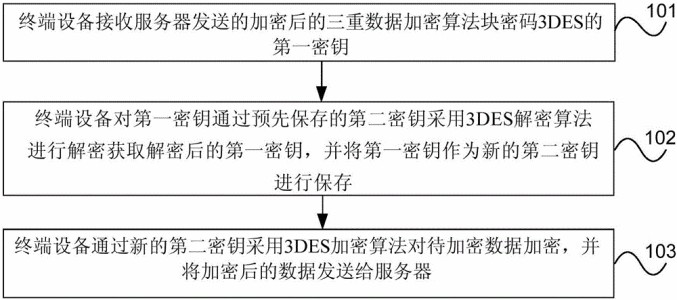 终端设备接收服务器发送的加密后的三重数据加密算法块密码3DES的
第一密钥
101
终端设备对第一密钥通过预先保存的第二密钥采用3DES解密算法
进行解密获取解密后的第一密钥，并将第一密钥作为新的第二密钥
进行保存
102
终端设备通过新的第二密钥采用3DES加密算法对待加密数据加密，并
将加密后的数据发送给服务器
103